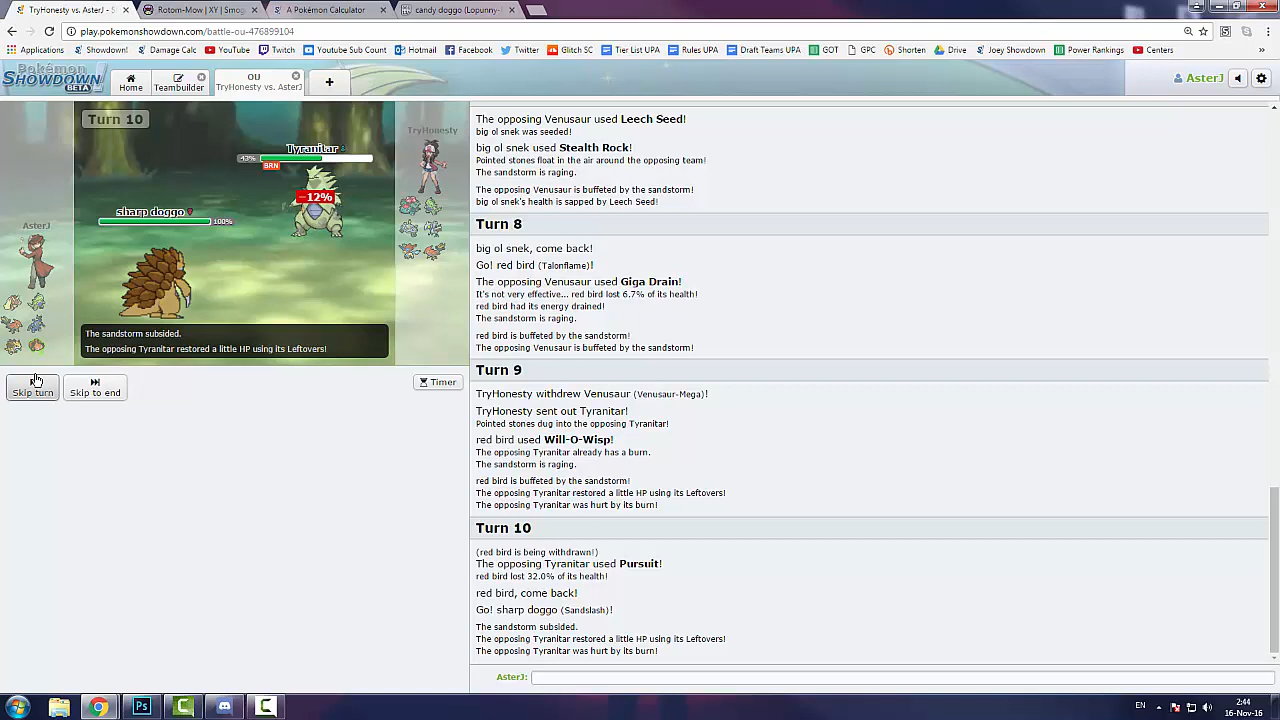 TryHonesty vs. AsterJ - S
Rotom-Mow | XY | Smog
A Pokémon Calculator
candy doggo (Lopunny-
play.pokemonshowdown.com/battle-ou-476899104
Applications
Showdown!
Damage Calc
YouTube
Twitch
Youtube Sub Count
Hotmail
Facebook
Twitter
Glitch SC
Tier List UPA
Rules UPA
Draft Teams UPA
GOT
GPC
Shorten
Drive
Joey Showdown
Power Rankings
Centers
Pokémon
SHOWDOWN!
BETA
Home
Teambuilder
OU
TryHonesty vs. AsterJ
AsterJ
Turn 10
Tyranitar
43%
BRN
−12%
sharp doggo
100%
TryHonesty
AsterJ
The sandstorm subsided.
The opposing Tyranitar restored a little HP using its Leftovers!
Skip turn
Skip to end
Timer
The opposing Venusaur used Leech Seed!
big ol snek was seeded!
big ol snek used Stealth Rock!
Pointed stones float in the air around the opposing team!
The sandstorm is raging.
The opposing Venusaur is buffeted by the sandstorm!
big ol snek's health is sapped by Leech Seed!
Turn 8
big ol snek, come back!
Go! red bird (Talonflame)!
The opposing Venusaur used Giga Drain!
It's not very effective... red bird lost 6.7% of its health!
red bird had its energy drained!
The sandstorm is raging.
red bird is buffeted by the sandstorm!
The opposing Venusaur is buffeted by the sandstorm!
Turn 9
TryHonesty withdrew Venusaur (Venusaur-Mega)!
TryHonesty sent out Tyranitar!
Pointed stones dug into the opposing Tyranitar!
red bird used Will-O-Wisp!
The opposing Tyranitar already has a burn.
The sandstorm is raging.
red bird is buffeted by the sandstorm!
The opposing Tyranitar restored a little HP using its Leftovers!
The opposing Tyranitar was hurt by its burn!
Turn 10
(red bird is being withdrawn!)
The opposing Tyranitar used Pursuit!
red bird lost 32.0% of its health!
red bird, come back!
Go! sharp doggo (Sandslash)!
The sandstorm subsided.
The opposing Tyranitar restored a little HP using its Leftovers!
The opposing Tyranitar was hurt by its burn!
AsterJ:
EN
2:44
16-Nov-16